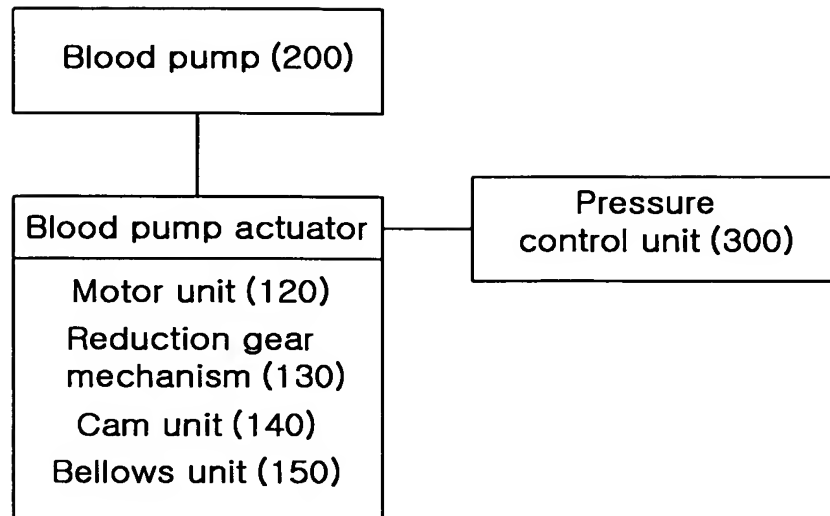 Blood pump (200)
Blood pump actuator
Motor unit (120)
Reduction gear
mechanism (130)
Cam unit (140)
Bellows unit (150)
Pressure
control unit (300)